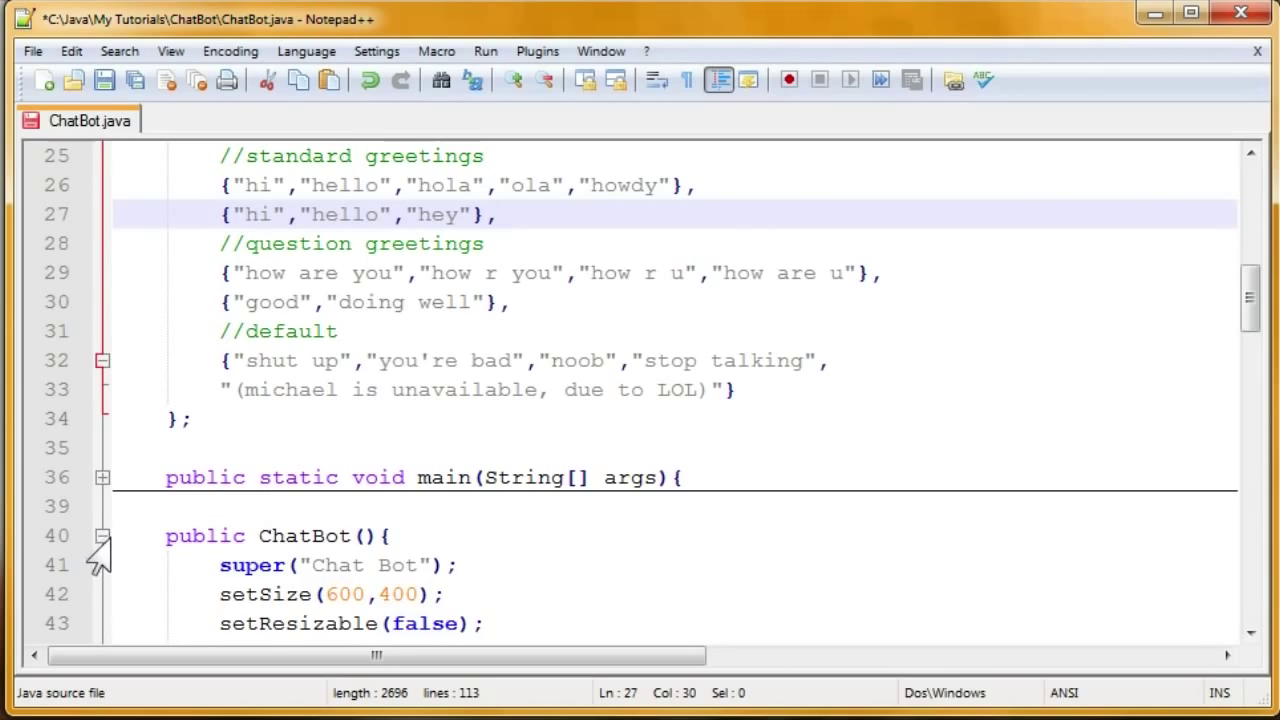 *C:\Java\My Tutorials\ChatBot\ChatBot.java - Notepad++
File Edit Search View Encoding Language Settings Macro Run Plugins Window ? X
ABC
ChatBot.java
25 //standard greetings
26 {"hi","hello","hola","ola","howdy"},
27 {"hi","hello","hey"},
28 //question greetings
29 {"how are you","how r you","how r u","how are u"},
30 {"good","doing well"},
31 //default
32 {"shut up","you're bad","noob","stop talking",
33 "(michael is unavailable, due to LOL)"}
34 };
35
36 public static void main(String[] args){
39
40 public ChatBot(){
41 super("Chat Bot");
42 setSize(600,400);
43 setResizable(false);
Java source file length : 2696 lines : 113 Ln : 27 Col : 30 Sel : 0 Dos\Windows ANSI INS